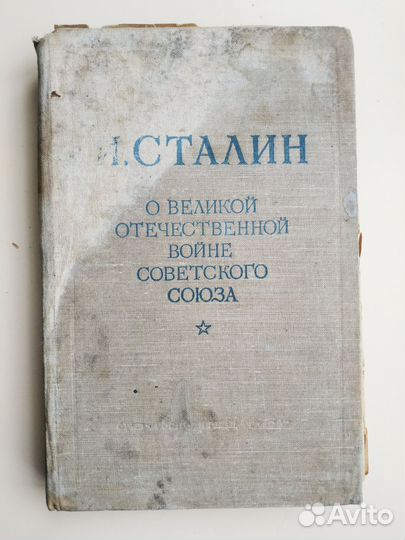 И. СТАЛИН
О ВЕЛИКОЙ
ОТЕЧЕСТВЕННОЙ
ВОЙНЕ
СОВЕТСКОГО
СОЮЗА
Avito